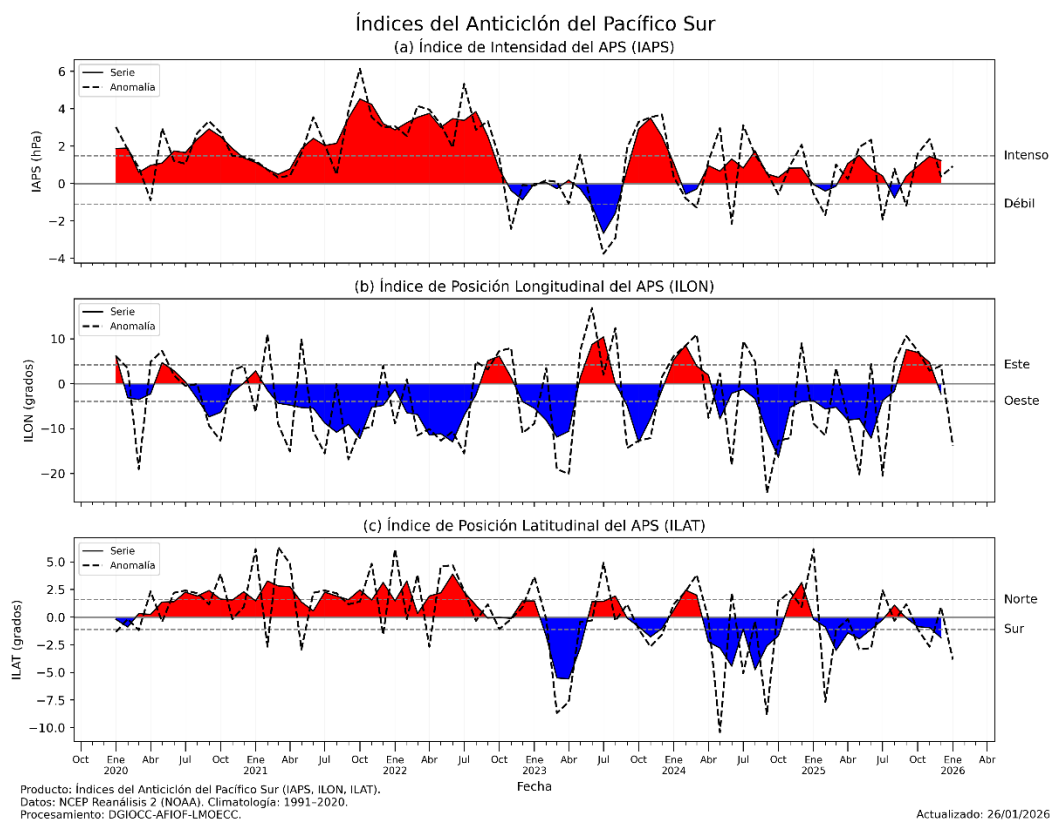 Índices del Anticiclón del Pacífico Sur
(a) Índice de Intensidad del APS (IAPS)
Serie
Anomalía
6
4
2
0
−2
−4
IAPS (hPa)
Intenso
Débil
(b) Índice de Posición Longitudinal del APS (ILON)
Serie
Anomalía
10
0
−10
−20
ILON (grados)
Este
Oeste
(c) Índice de Posición Latitudinal del APS (ILAT)
Serie
Anomalía
5.0
2.5
0.0
−2.5
−5.0
−7.5
−10.0
ILAT (grados)
Norte
Sur
Oct Ene Abr Jul Oct Ene Abr Jul Oct Ene Abr Jul Oct Ene Abr Jul Oct Ene Abr Jul Oct Ene Abr Jul Oct Ene Abr
2020 2021 2022 2023 2024 2025 2026
Fecha
Producto: Índices del Anticiclón del Pacífico Sur (IAPS, ILON, ILAT).
Datos: NCEP Reanálisis 2 (NOAA). Climatología: 1991–2020.
Procesamiento: DGIOCC-AFIOF-LMOECC.
Actualizado: 26/01/2026